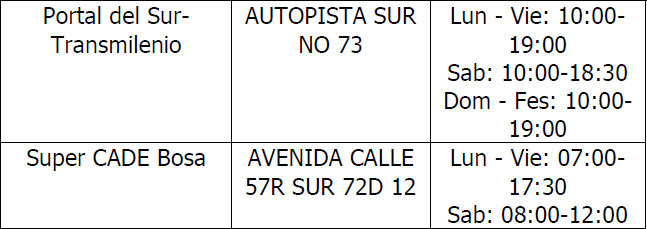 Portal del Sur-
Transmilenio
AUTOPISTA SUR
NO 73
Lun - Vie: 10:00-
19:00
Sab: 10:00-18:30
Dom - Fes: 10:00-
19:00
Super CADE Bosa
AVENIDA CALLE
57R SUR 72D 12
Lun - Vie: 07:00-
17:30
Sab: 08:00-12:00